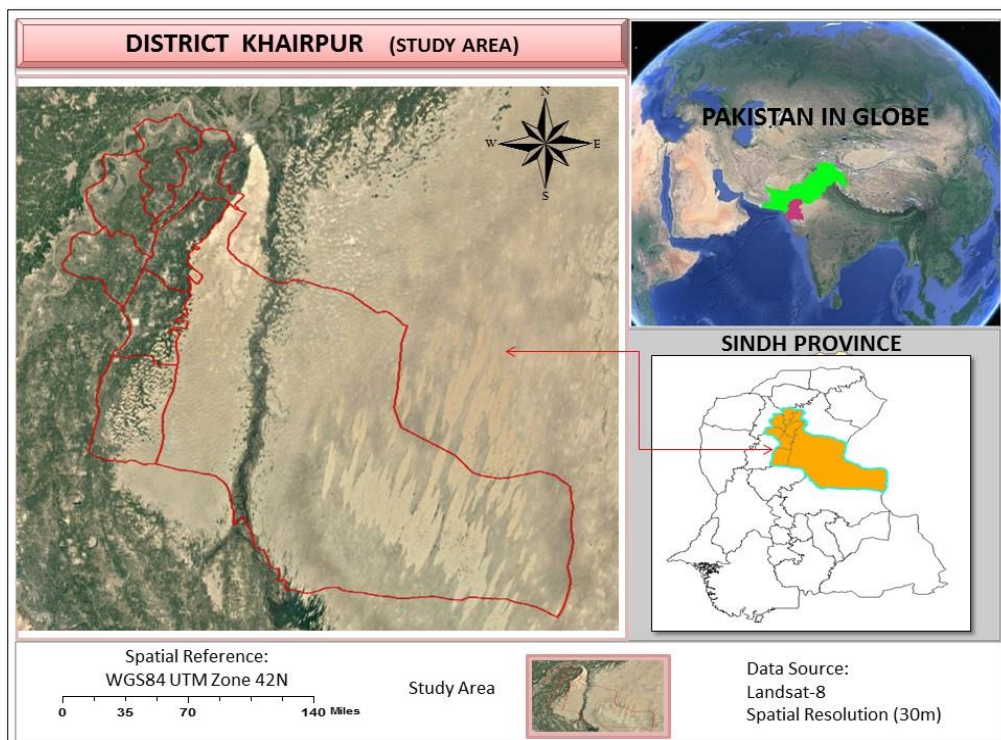 DISTRICT KHAIRPUR (STUDY AREA)
N
W
E
S
PAKISTAN IN GLOBE
SINDH PROVINCE
Spatial Reference:
WGS84 UTM Zone 42N
0 35 70 140 Miles
Study Area
Data Source:
Landsat-8
Spatial Resolution (30m)